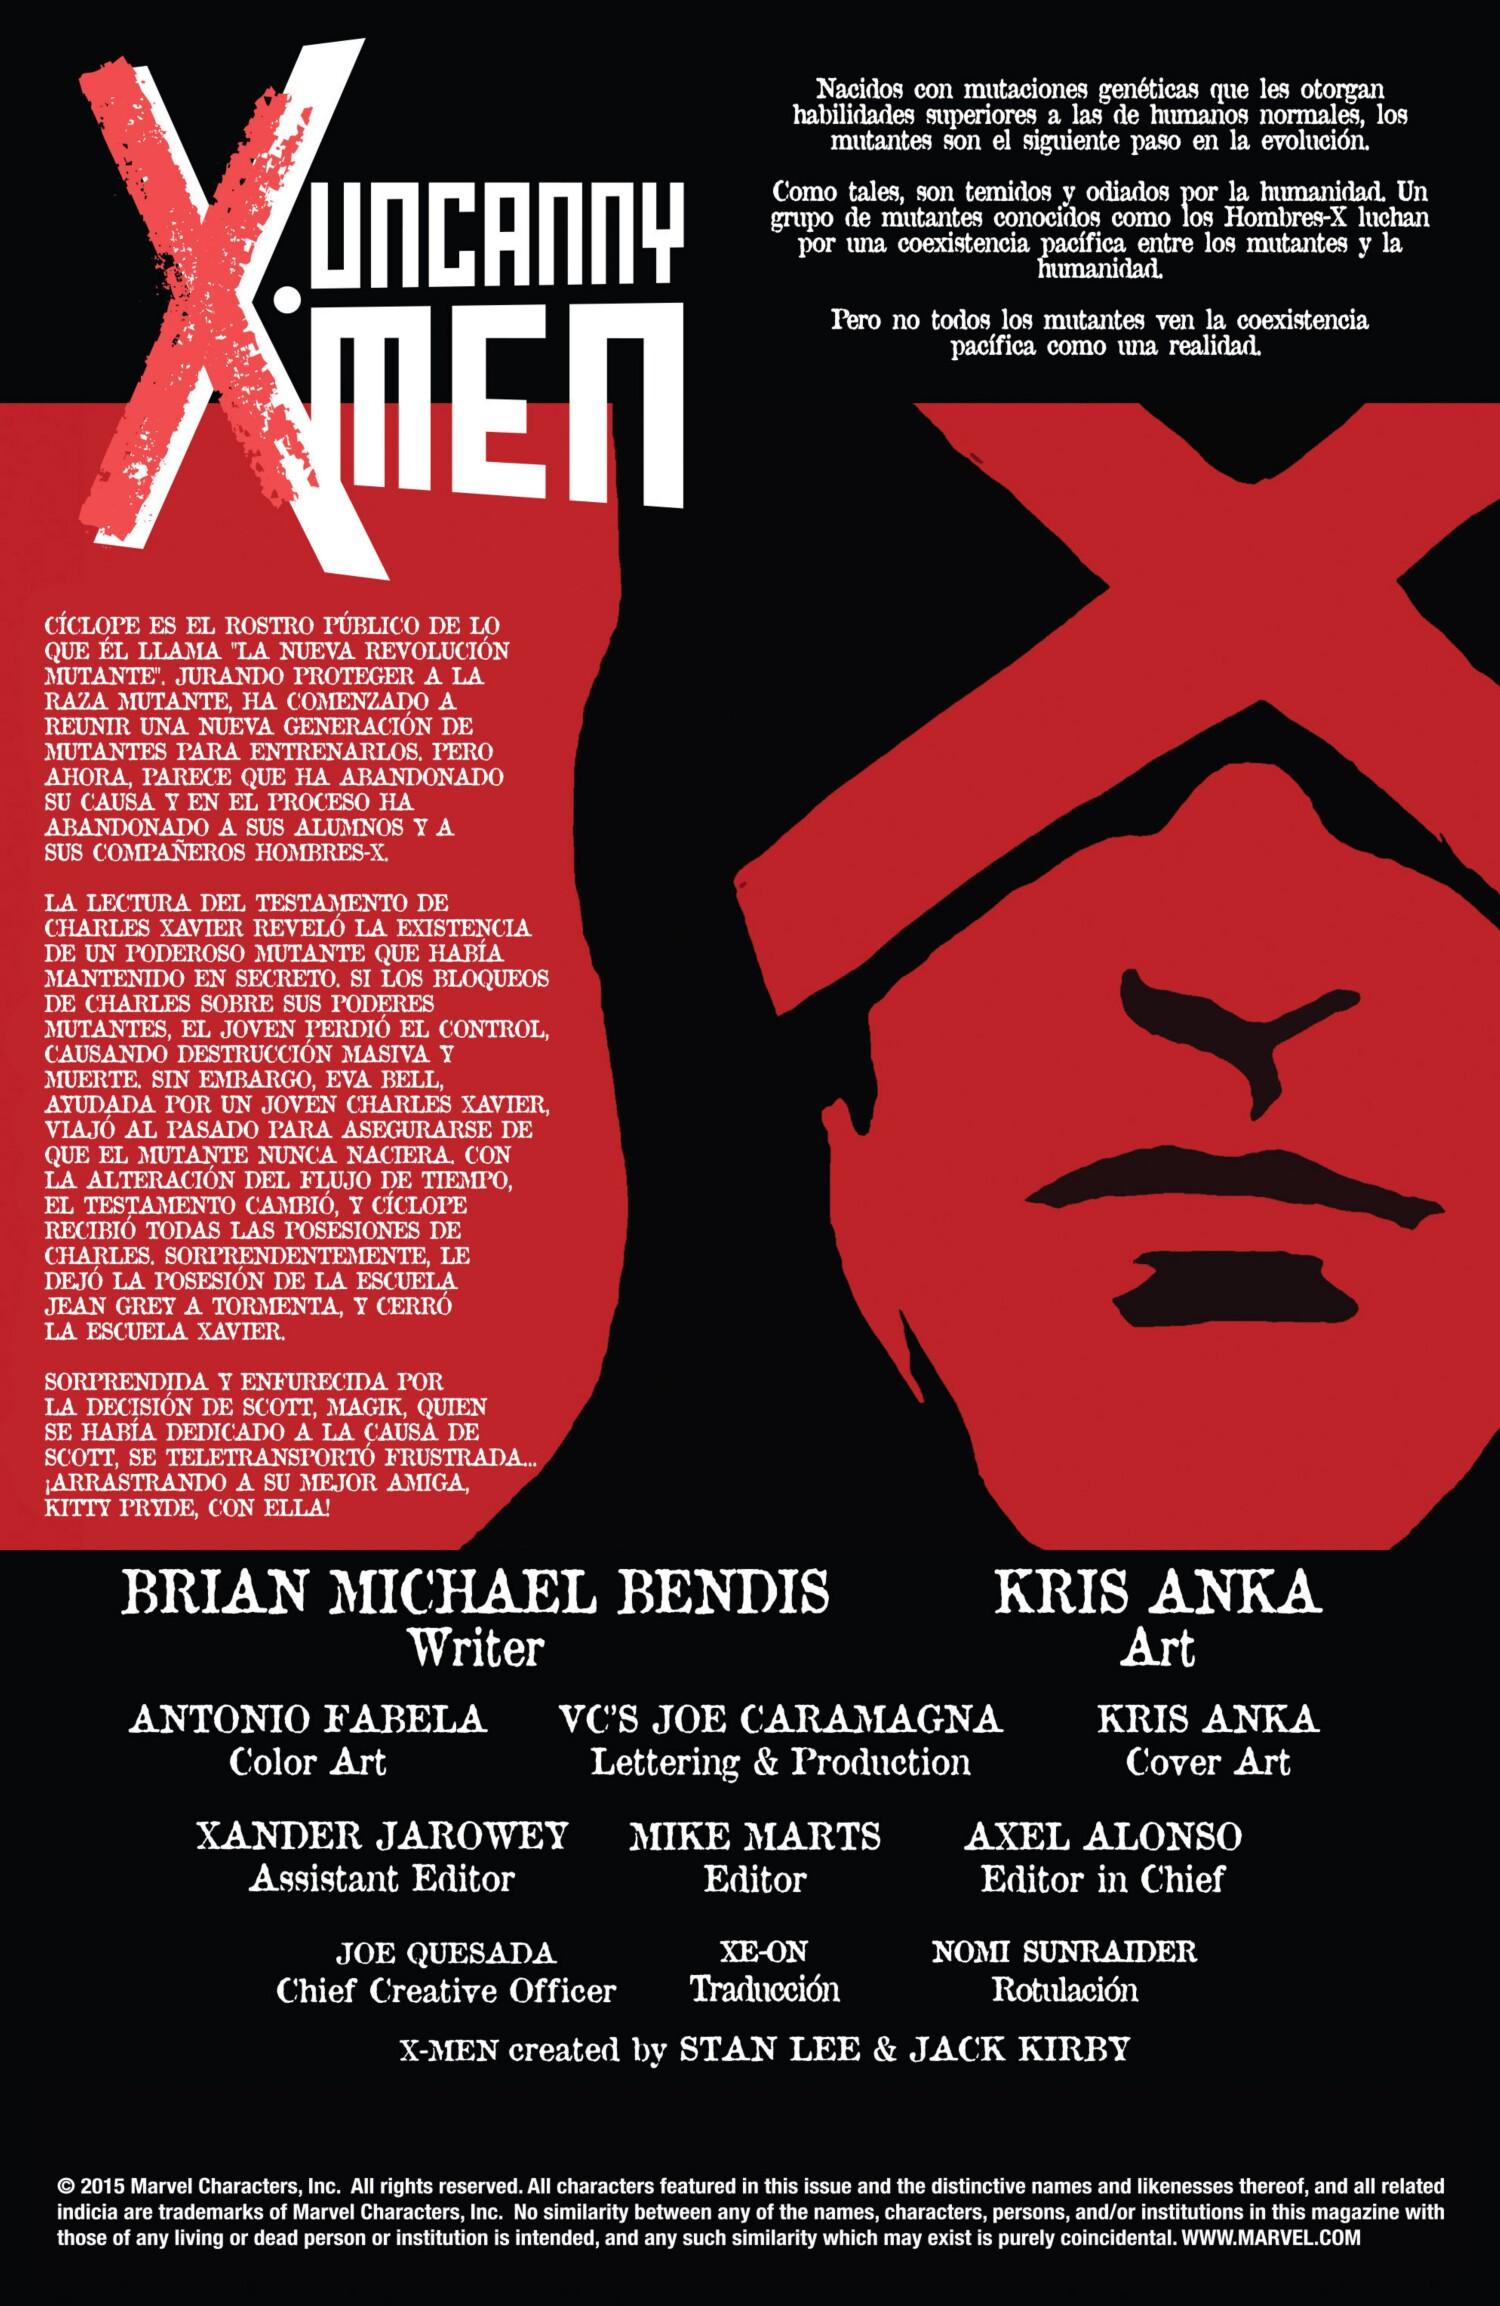 UNCANNY
X-MEN
Nacidos con mutaciones genéticas que les otorgan
habilidades superiores a las de humanos normales, los
mutantes son el siguiente paso en la evolución.
Como tales, son temidos y odiados por la humanidad. Un
grupo de mutantes conocidos como los Hombres-X luchan
por una coexistencia pacífica entre los mutantes y la
humanidad.
Pero no todos los mutantes ven la coexistencia
pacífica como una realidad.
CÍCLOPE ES EL ROSTRO PÚBLICO DE LO
QUE ÉL LLAMA "LA NUEVA REVOLUCIÓN
MUTANTE". JURANDO PROTEGER A LA
RAZA MUTANTE, HA COMENZADO A
REUNIR UNA NUEVA GENERACIÓN DE
MUTANTES PARA ENTRENARLOS. PERO
AHORA, PARECE QUE HA ABANDONADO
SU CAUSA Y EN EL PROCESO HA
ABANDONADO A SUS ALUMNOS Y A
SUS COMPAÑEROS HOMBRES-X.
LA LECTURA DEL TESTAMENTO DE
CHARLES XAVIER REVELÓ LA EXISTENCIA
DE UN PODEROSO MUTANTE QUE HABÍA
MANTENIDO EN SECRETO. SI LOS BLOQUEOS
DE CHARLES SOBRE SUS PODERES
MUTANTES, EL JOVEN PERDIÓ EL CONTROL,
CAUSANDO DESTRUCCIÓN MASIVA Y
MUERTE. SIN EMBARGO, EVA BELL,
AYUDADA POR UN JOVEN CHARLES XAVIER,
VIAJÓ AL PASADO PARA ASEGURARSE DE
QUE EL MUTANTE NUNCA NACIERA. CON
LA ALTERACIÓN DEL FLUJO DE TIEMPO,
EL TESTAMENTO CAMBIÓ, Y CÍCLOPE
RECIBIÓ TODAS LAS POSESIONES DE
CHARLES. SORPRENDENTEMENTE, LE
DEJÓ LA POSESIÓN DE LA ESCUELA
JEAN GREY A TORMENTA, Y CERRÓ
LA ESCUELA XAVIER.
SORPRENDIDA Y ENFURECIDA POR
LA DECISIÓN DE SCOTT, MAGIK, QUIEN
SE HABÍA DEDICADO A LA CAUSA DE
SCOTT, SE TELETRANSPORTÓ FRUSTRADA...
¡ARRASTRANDO A SU MEJOR AMIGA,
KITTY PRYDE, CON ELLA!
BRIAN MICHAEL BENDIS
Writer
KRIS ANKA
Art
ANTONIO FABELA
Color Art
VC'S JOE CARAMAGNA
Lettering & Production
KRIS ANKA
Cover Art
XANDER JAROWEY
Assistant Editor
MIKE MARTS
Editor
AXEL ALONSO
Editor in Chief
JOE QUESADA
Chief Creative Officer
XE-ON
Traducción
NOMI SUNRAIDER
Rotulación
X-MEN created by STAN LEE & JACK KIRBY
© 2015 Marvel Characters, Inc. All rights reserved. All characters featured in this issue and the distinctive names and likenesses thereof, and all related
indicia are trademarks of Marvel Characters, Inc. No similarity between any of the names, characters, persons, and/or institutions in this magazine with
those of any living or dead person or institution is intended, and any such similarity which may exist is purely coincidental. WWW.MARVEL.COM